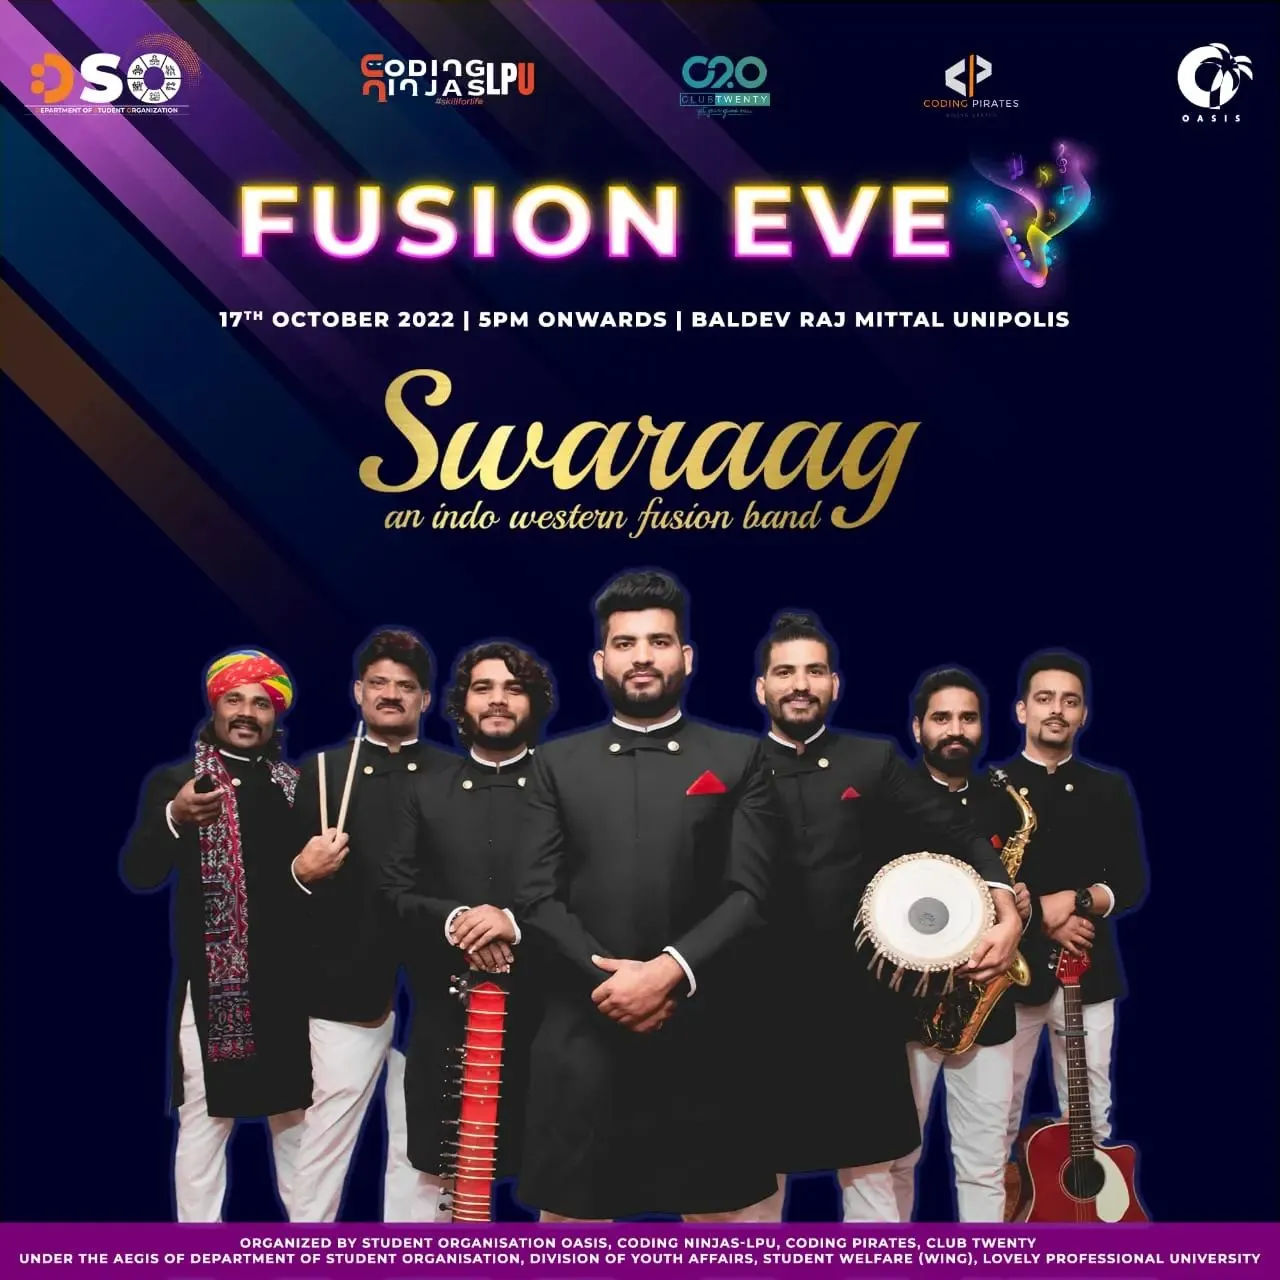 DSO
DEPARTMENT OF STUDENT ORGANIZATION
CODING
NINJAS LPU
#skillforlife
C2.0
CLUB TWENTY
CODING PIRATES
OASIS
FUSION EVE
17TH OCTOBER 2022 | 5PM ONWARDS | BALDEV RAJ MITTAL UNIPOLIS
Swaraag
an indo western fusion band
ORGANIZED BY STUDENT ORGANISATION OASIS, CODING NINJAS-LPU, CODING PIRATES, CLUB TWENTY
UNDER THE AEGIS OF DEPARTMENT OF STUDENT ORGANISATION, DIVISION OF YOUTH AFFAIRS, STUDENT WELFARE (WING), LOVELY PROFESSIONAL UNIVERSITY